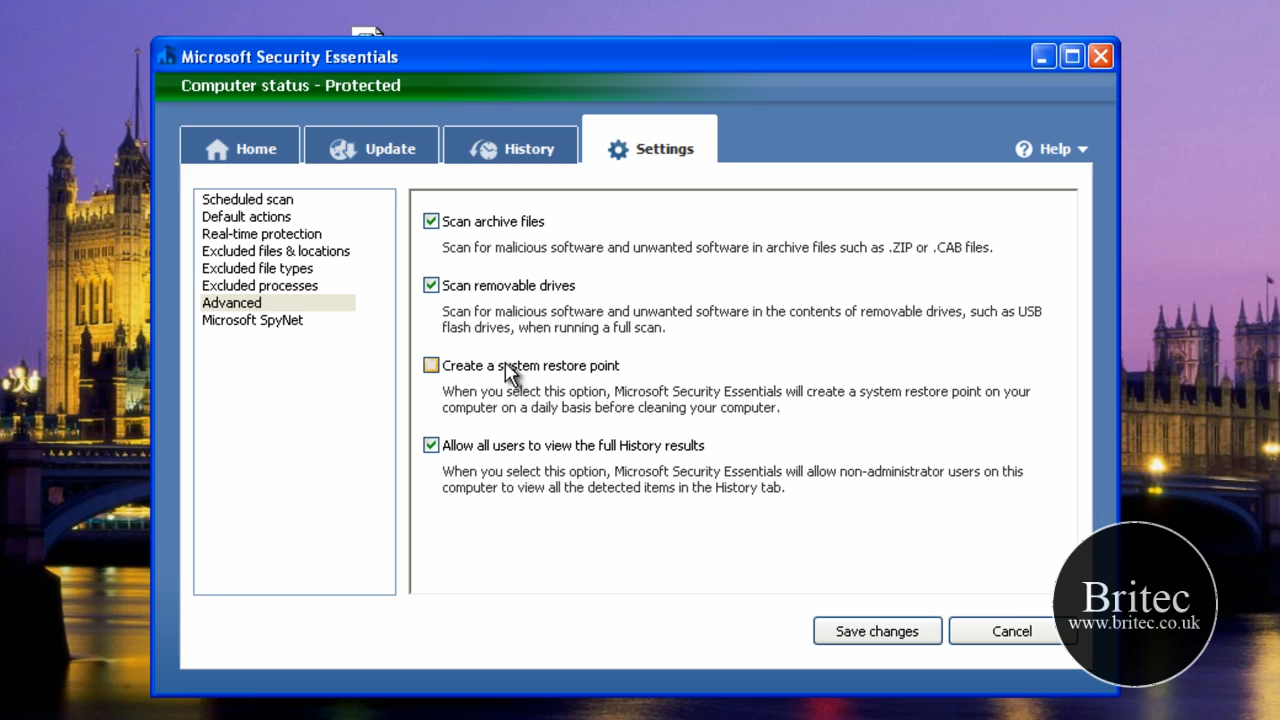 Microsoft Security Essentials
Computer status - Protected
Home
Update
History
Settings
Help
Scheduled scan
Default actions
Real-time protection
Excluded files & locations
Excluded file types
Excluded processes
Advanced
Microsoft SpyNet
Scan archive files
Scan for malicious software and unwanted software in archive files such as .ZIP or .CAB files.
Scan removable drives
Scan for malicious software and unwanted software in the contents of removable drives, such as USB
flash drives, when running a full scan.
Create a system restore point
When you select this option, Microsoft Security Essentials will create a system restore point on your
computer on a daily basis before cleaning your computer.
Allow all users to view the full History results
When you select this option, Microsoft Security Essentials will allow non-administrator users on this
computer to view all the detected items in the History tab.
Save changes
Cancel
Britec
www.britec.co.uk